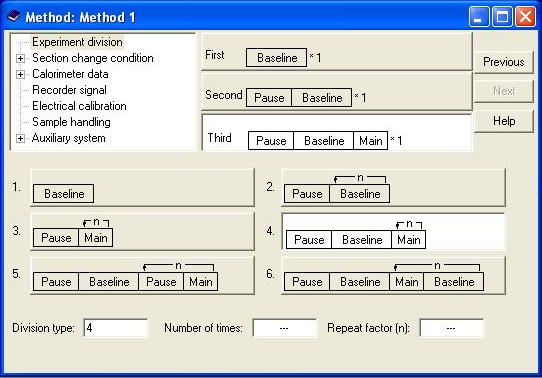 Method: Method 1
Experiment division
Section change condition
Calorimeter data
Recorder signal
Electrical calibration
Sample handling
Auxiliary system
First Baseline * 1
Second Pause Baseline * 1
Third Pause Baseline Main * 1
Previous
Next
Help
1. Baseline
2. Pause Baseline n
3. Pause Main n
4. Pause Baseline Main n
5. Pause Baseline Pause Main n
6. Pause Baseline Main Baseline n
Division type: 4 Number of times: --- Repeat factor (n): ---